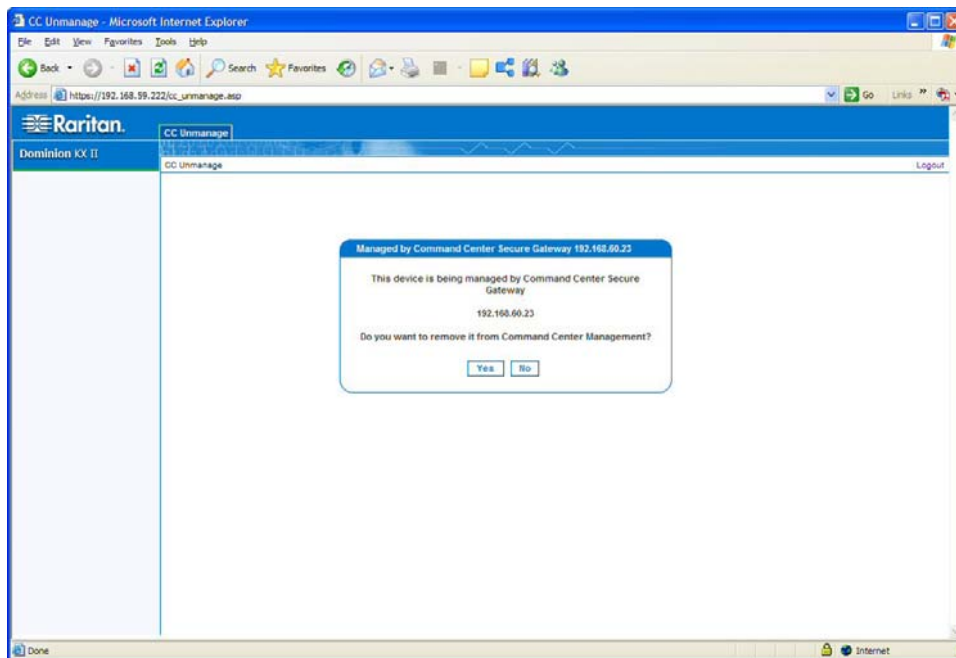 CC Unmanage - Microsoft Internet Explorer
File Edit View Favorites Tools Help
Back Search Favorites
Address https://192.168.59.222/cc_unmanage.asp Go Links »
Raritan.
CC Unmanage
Dominion KX II
CC Unmanage Logout
Managed by Command Center Secure Gateway 192.168.60.23
This device is being managed by Command Center Secure
Gateway
192.168.60.23
Do you want to remove it from Command Center Management?
Yes No
Done Internet